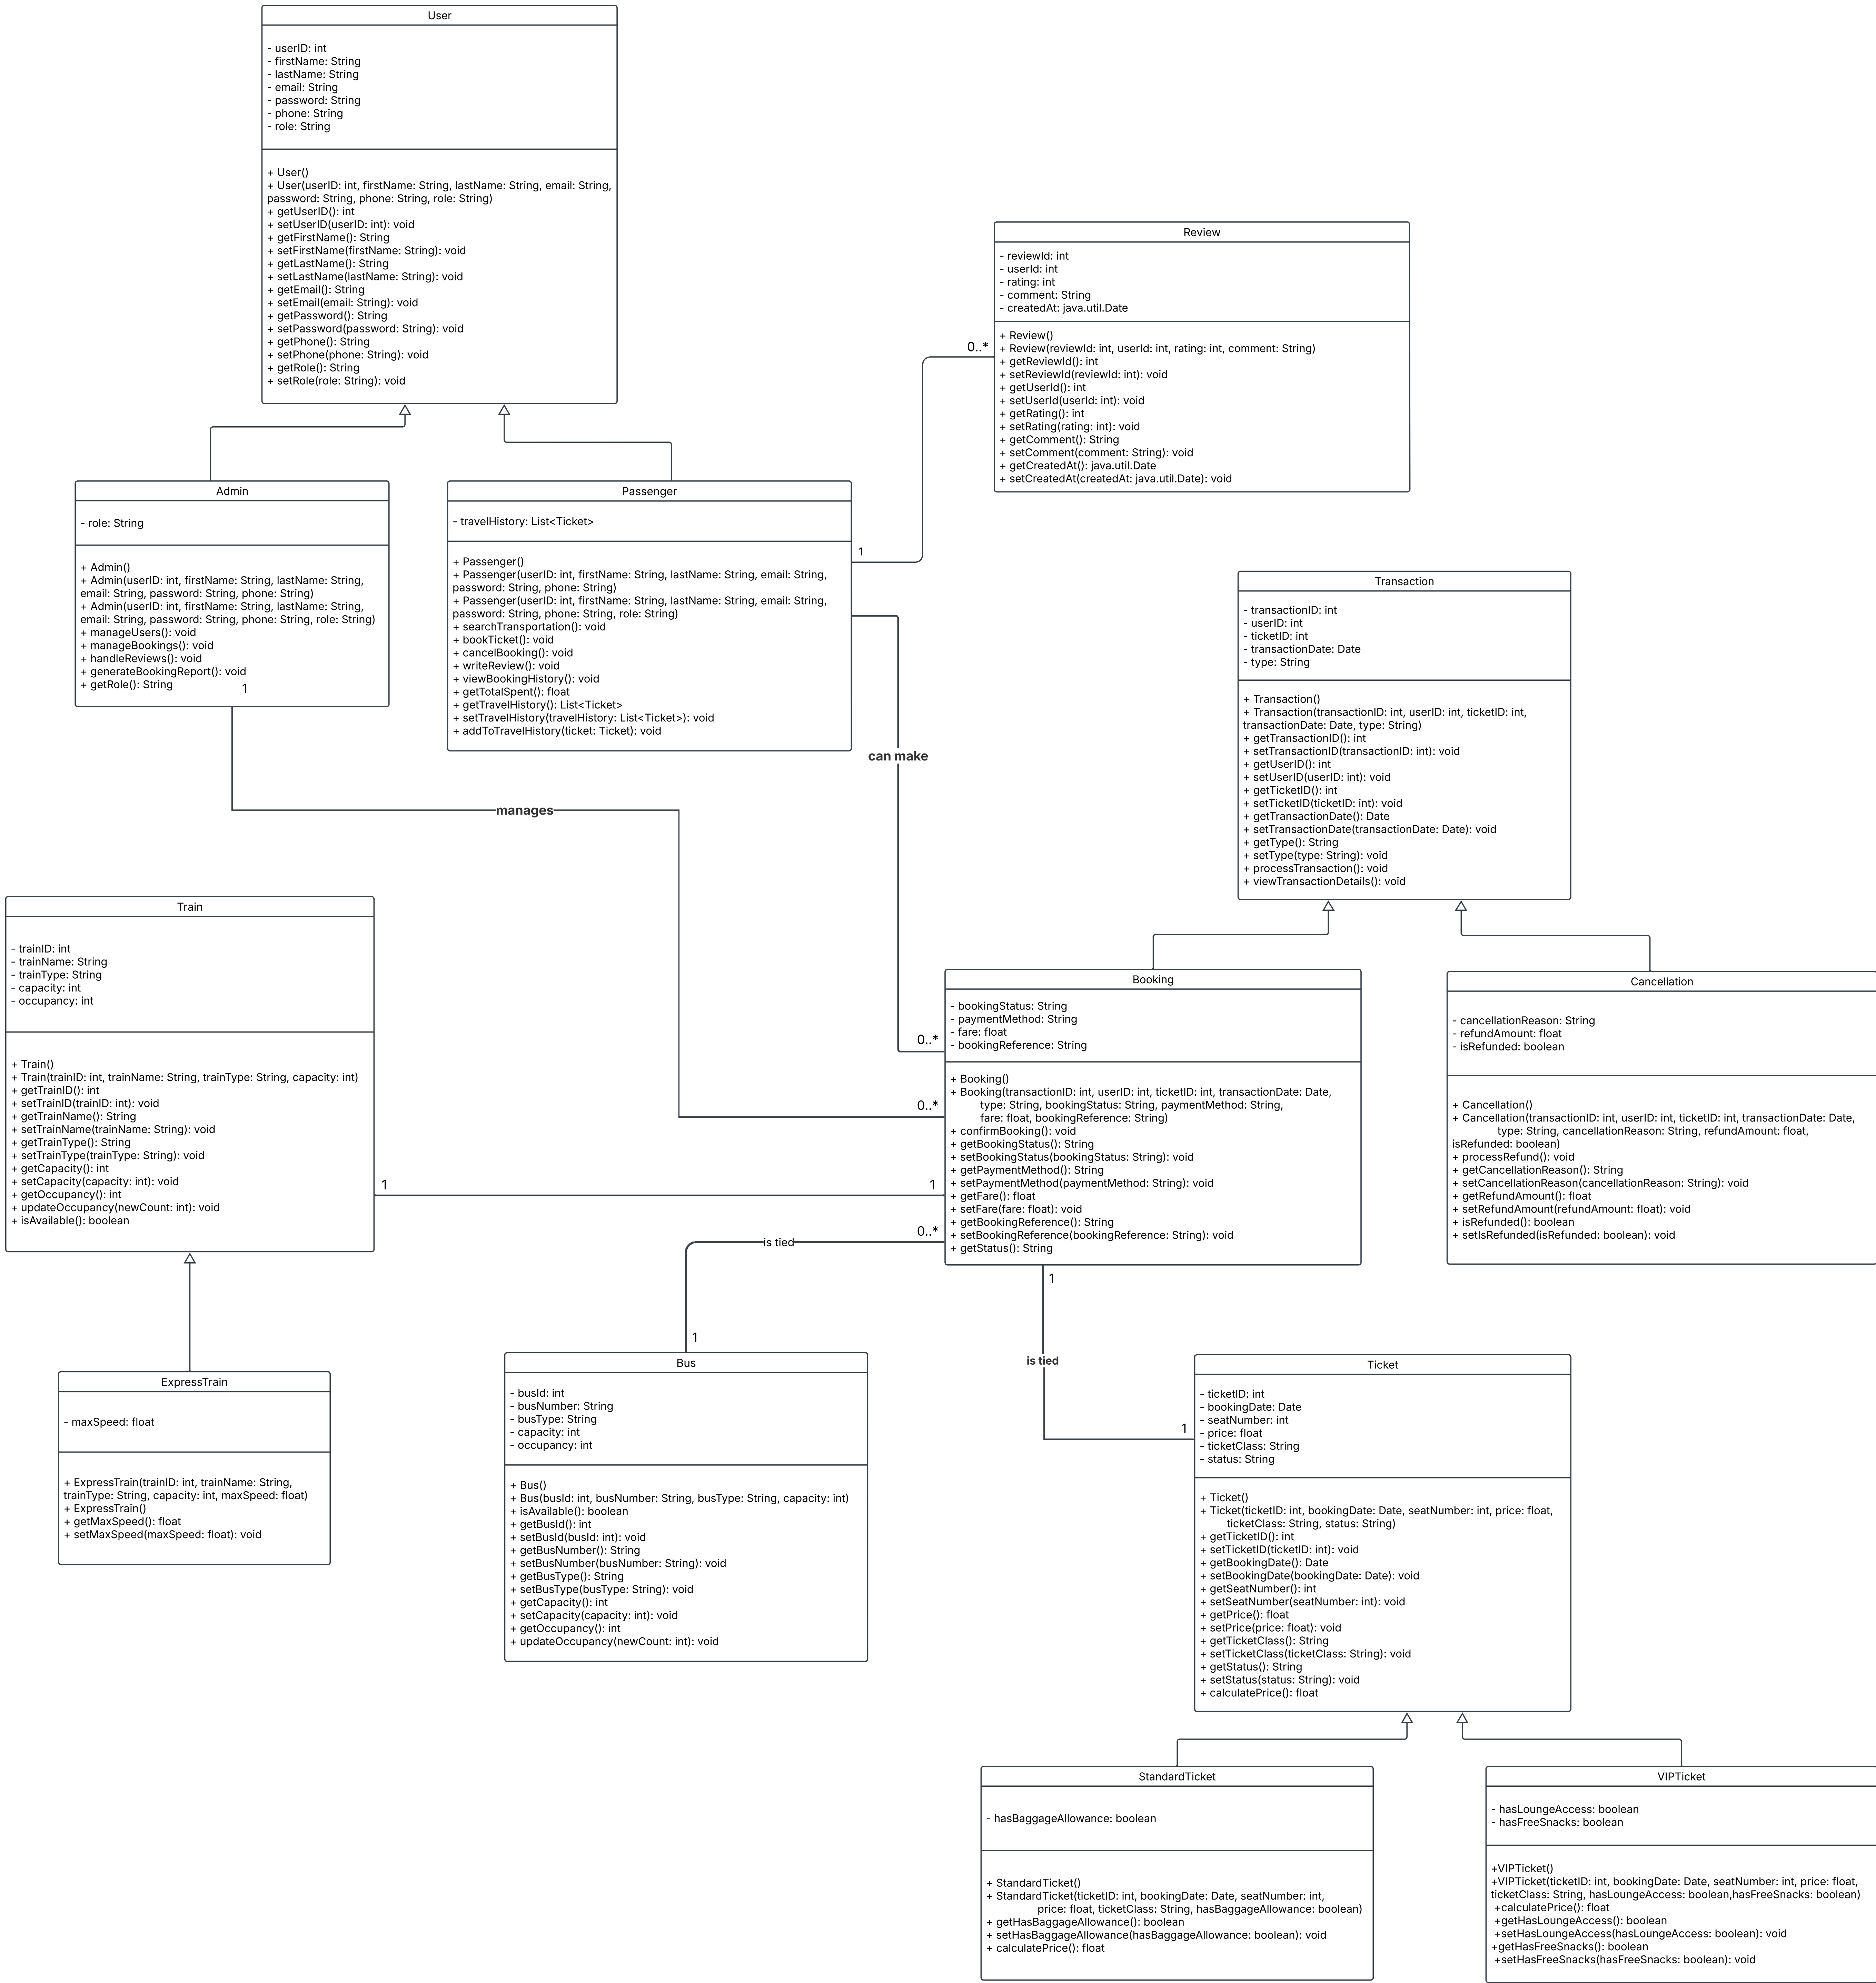 User
- userID: int
- firstName: String
- lastName: String
- email: String
- password: String
- phone: String
- role: String
+ User()
+ User(userID: int, firstName: String, lastName: String, email: String,
password: String, phone: String, role: String)
+ getUserID(): int
+ setUserID(userID: int): void
+ getFirstName(): String
+ setFirstName(firstName: String): void
+ getLastName(): String
+ setLastName(lastName: String): void
+ getEmail(): String
+ setEmail(email: String): void
+ getPassword(): String
+ setPassword(password: String): void
+ getPhone(): String
+ setPhone(phone: String): void
+ getRole(): String
+ setRole(role: String): void
Review
- reviewId: int
- userId: int
- rating: int
- comment: String
- createdAt: java.util.Date
+ Review()
+ Review(reviewId: int, userId: int, rating: int, comment: String)
+ getReviewId(): int
+ setReviewId(reviewId: int): void
+ getUserId(): int
+ setUserId(userId: int): void
+ getRating(): int
+ setRating(rating: int): void
+ getComment(): String
+ setComment(comment: String): void
+ getCreatedAt(): java.util.Date
+ setCreatedAt(createdAt: java.util.Date): void
0..*
1
Admin
- role: String
+ Admin()
+ Admin(userID: int, firstName: String, lastName: String,
email: String, password: String, phone: String)
+ Admin(userID: int, firstName: String, lastName: String,
email: String, password: String, phone: String, role: String)
+ manageUsers(): void
+ manageBookings(): void
+ handleReviews(): void
+ generateBookingReport(): void
+ getRole(): String
1
Passenger
- travelHistory: List<Ticket>
+ Passenger()
+ Passenger(userID: int, firstName: String, lastName: String, email: String,
password: String, phone: String)
+ Passenger(userID: int, firstName: String, lastName: String, email: String,
password: String, phone: String, role: String)
+ searchTransportation(): void
+ bookTicket(): void
+ cancelBooking(): void
+ writeReview(): void
+ viewBookingHistory(): void
+ getTotalSpent(): float
+ getTravelHistory(): List<Ticket>
+ setTravelHistory(travelHistory: List<Ticket>): void
+ addToTravelHistory(ticket: Ticket): void
Transaction
- transactionID: int
- userID: int
- ticketID: int
- transactionDate: Date
- type: String
+ Transaction()
+ Transaction(transactionID: int, userID: int, ticketID: int,
transactionDate: Date, type: String)
+ getTransactionID(): int
+ setTransactionID(transactionID: int): void
+ getUserID(): int
+ setUserID(userID: int): void
+ getTicketID(): int
+ setTicketID(ticketID: int): void
+ getTransactionDate(): Date
+ setTransactionDate(transactionDate: Date): void
+ getType(): String
+ setType(type: String): void
+ processTransaction(): void
+ viewTransactionDetails(): void
can make
manages
Train
- trainID: int
- trainName: String
- trainType: String
- capacity: int
- occupancy: int
+ Train()
+ Train(trainID: int, trainName: String, trainType: String, capacity: int)
+ getTrainID(): int
+ setTrainID(trainID: int): void
+ getTrainName(): String
+ setTrainName(trainName: String): void
+ getTrainType(): String
+ setTrainType(trainType: String): void
+ getCapacity(): int
+ setCapacity(capacity: int): void
+ getOccupancy(): int
+ updateOccupancy(newCount: int): void
+ isAvailable(): boolean
0..*
0..*
1
1
0..*
is tied
1
Booking
- bookingStatus: String
- paymentMethod: String
- fare: float
- bookingReference: String
+ Booking()
+ Booking(transactionID: int, userID: int, ticketID: int, transactionDate: Date,
type: String, bookingStatus: String, paymentMethod: String,
fare: float, bookingReference: String)
+ confirmBooking(): void
+ getBookingStatus(): String
+ setBookingStatus(bookingStatus: String): void
+ getPaymentMethod(): String
+ setPaymentMethod(paymentMethod: String): void
+ getFare(): float
+ setFare(fare: float): void
+ getBookingReference(): String
+ setBookingReference(bookingReference: String): void
+ getStatus(): String
Cancellation
- cancellationReason: String
- refundAmount: float
- isRefunded: boolean
+ Cancellation()
+ Cancellation(transactionID: int, userID: int, ticketID: int, transactionDate: Date,
type: String, cancellationReason: String, refundAmount: float,
isRefunded: boolean)
+ processRefund(): void
+ getCancellationReason(): String
+ setCancellationReason(cancellationReason: String): void
+ getRefundAmount(): float
+ setRefundAmount(refundAmount: float): void
+ isRefunded(): boolean
+ setIsRefunded(isRefunded: boolean): void
1
is tied
1
ExpressTrain
- maxSpeed: float
+ ExpressTrain(trainID: int, trainName: String,
trainType: String, capacity: int, maxSpeed: float)
+ ExpressTrain()
+ getMaxSpeed(): float
+ setMaxSpeed(maxSpeed: float): void
Bus
- busId: int
- busNumber: String
- busType: String
- capacity: int
- occupancy: int
+ Bus()
+ Bus(busId: int, busNumber: String, busType: String, capacity: int)
+ isAvailable(): boolean
+ getBusId(): int
+ setBusId(busId: int): void
+ getBusNumber(): String
+ setBusNumber(busNumber: String): void
+ getBusType(): String
+ setBusType(busType: String): void
+ getCapacity(): int
+ setCapacity(capacity: int): void
+ getOccupancy(): int
+ updateOccupancy(newCount: int): void
Ticket
- ticketID: int
- bookingDate: Date
- seatNumber: int
- price: float
- ticketClass: String
- status: String
+ Ticket()
+ Ticket(ticketID: int, bookingDate: Date, seatNumber: int, price: float,
ticketClass: String, status: String)
+ getTicketID(): int
+ setTicketID(ticketID: int): void
+ getBookingDate(): Date
+ setBookingDate(bookingDate: Date): void
+ getSeatNumber(): int
+ setSeatNumber(seatNumber: int): void
+ getPrice(): float
+ setPrice(price: float): void
+ getTicketClass(): String
+ setTicketClass(ticketClass: String): void
+ getStatus(): String
+ setStatus(status: String): void
+ calculatePrice(): float
StandardTicket
- hasBaggageAllowance: boolean
+ StandardTicket()
+ StandardTicket(ticketID: int, bookingDate: Date, seatNumber: int,
price: float, ticketClass: String, hasBaggageAllowance: boolean)
+ getHasBaggageAllowance(): boolean
+ setHasBaggageAllowance(hasBaggageAllowance: boolean): void
+ calculatePrice(): float
VIPTicket
- hasLoungeAccess: boolean
- hasFreeSnacks: boolean
+VIPTicket()
+VIPTicket(ticketID: int, bookingDate: Date, seatNumber: int, price: float,
ticketClass: String, hasLoungeAccess: boolean,hasFreeSnacks: boolean)
+calculatePrice(): float
+getHasLoungeAccess(): boolean
+setHasLoungeAccess(hasLoungeAccess: boolean): void
+getHasFreeSnacks(): boolean
+setHasFreeSnacks(hasFreeSnacks: boolean): void